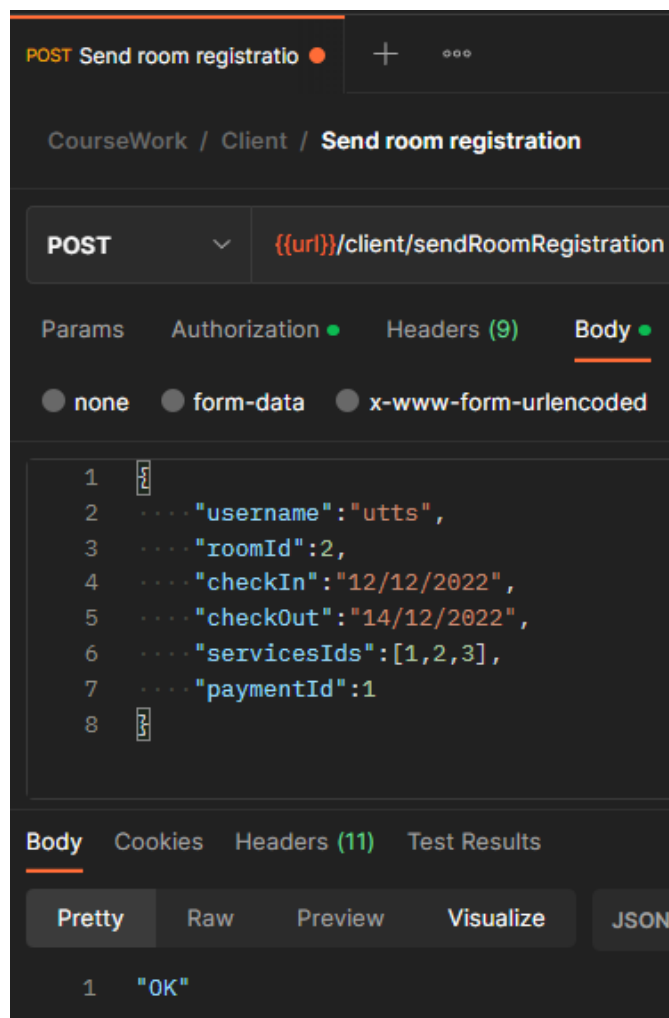 POST Send room registratio
CourseWork / Client / Send room registration
POST {{url}}/client/sendRoomRegistration
Params Authorization Headers (9) Body
none form-data x-www-form-urlencoded
1 {
2 ····"username":"utts",
3 ····"roomId":2,
4 ····"checkIn":"12/12/2022",
5 ····"checkOut":"14/12/2022",
6 ····"servicesIds":[1,2,3],
7 ····"paymentId":1
8 }
Body Cookies Headers (11) Test Results
Pretty Raw Preview Visualize JSON
1 "OK"